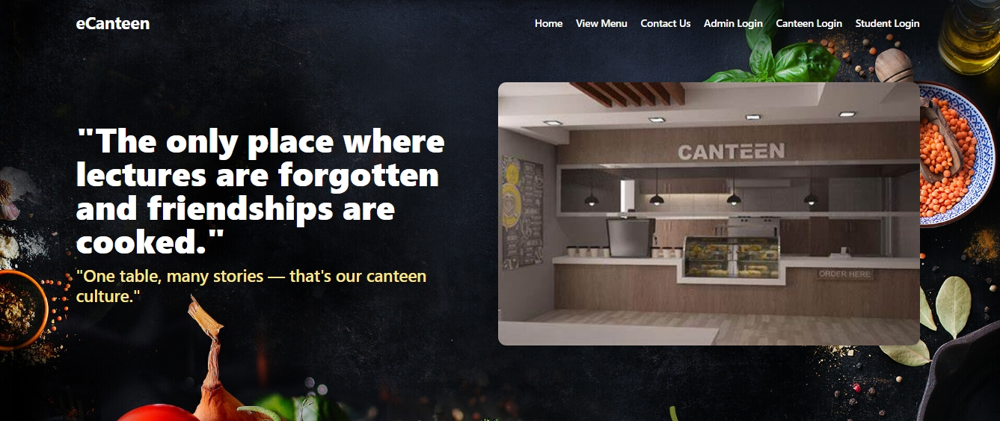 eCanteen
Home View Menu Contact Us Admin Login Canteen Login Student Login
"The only place where
lectures are forgotten
and friendships are
cooked."
"One table, many stories — that's our canteen
culture."
CANTEEN
ORDER HERE